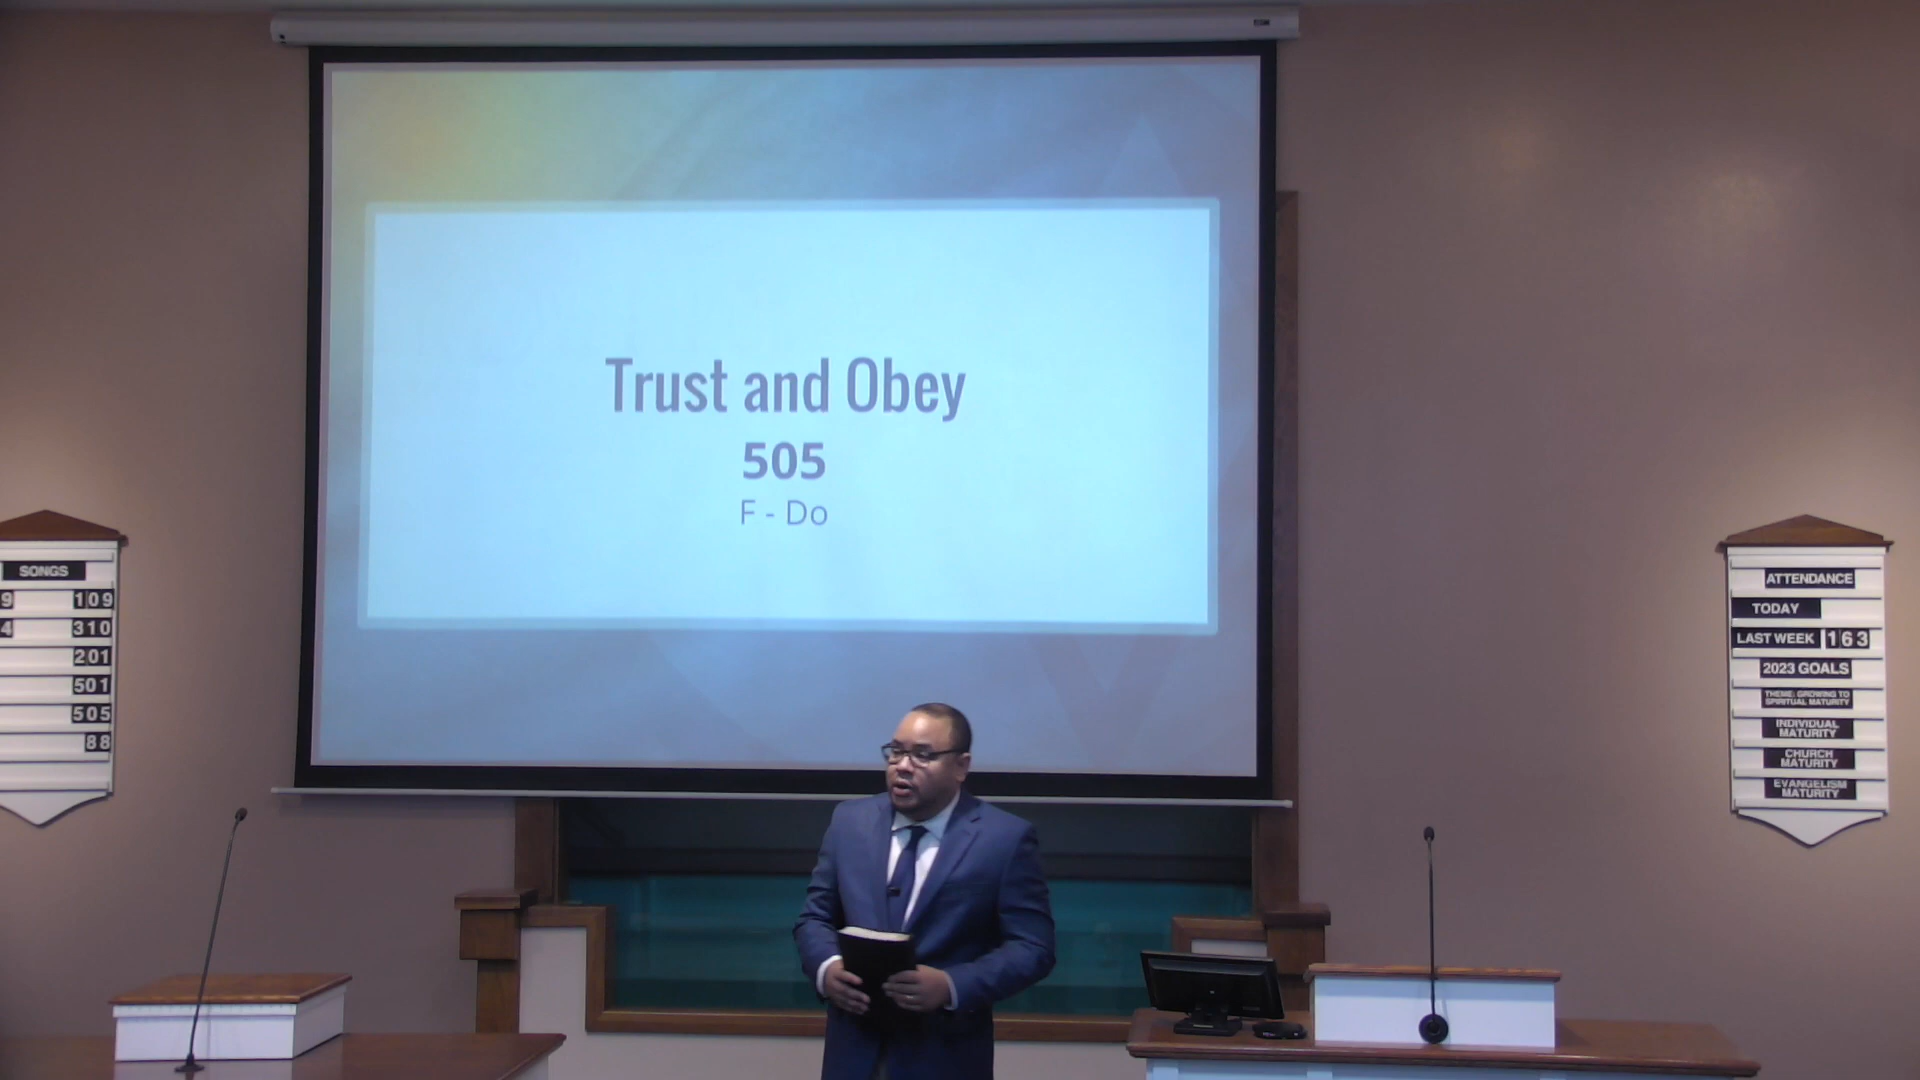 Trust and Obey
505
F - Do
SONGS
9 109
4 310
201
501
505
88
ATTENDANCE
TODAY
LAST WEEK 163
2023 GOALS
THEME: GROWING TO
SPIRITUAL MATURITY
INDIVIDUAL
MATURITY
CHURCH
MATURITY
EVANGELISM
MATURITY